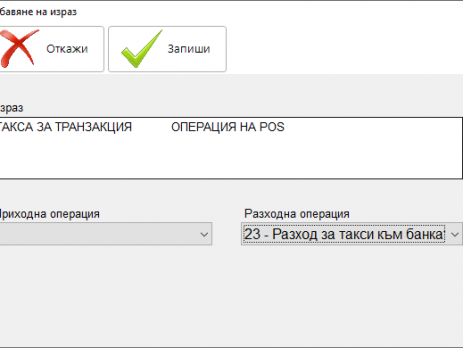 бавяне на израз
Откажи
Запиши
зраз
ТАКСА ЗА ТРАНЗАКЦИЯ ОПЕРАЦИЯ НА POS
Приходна операция
Разходна операция
23 - Разход за такси към банка